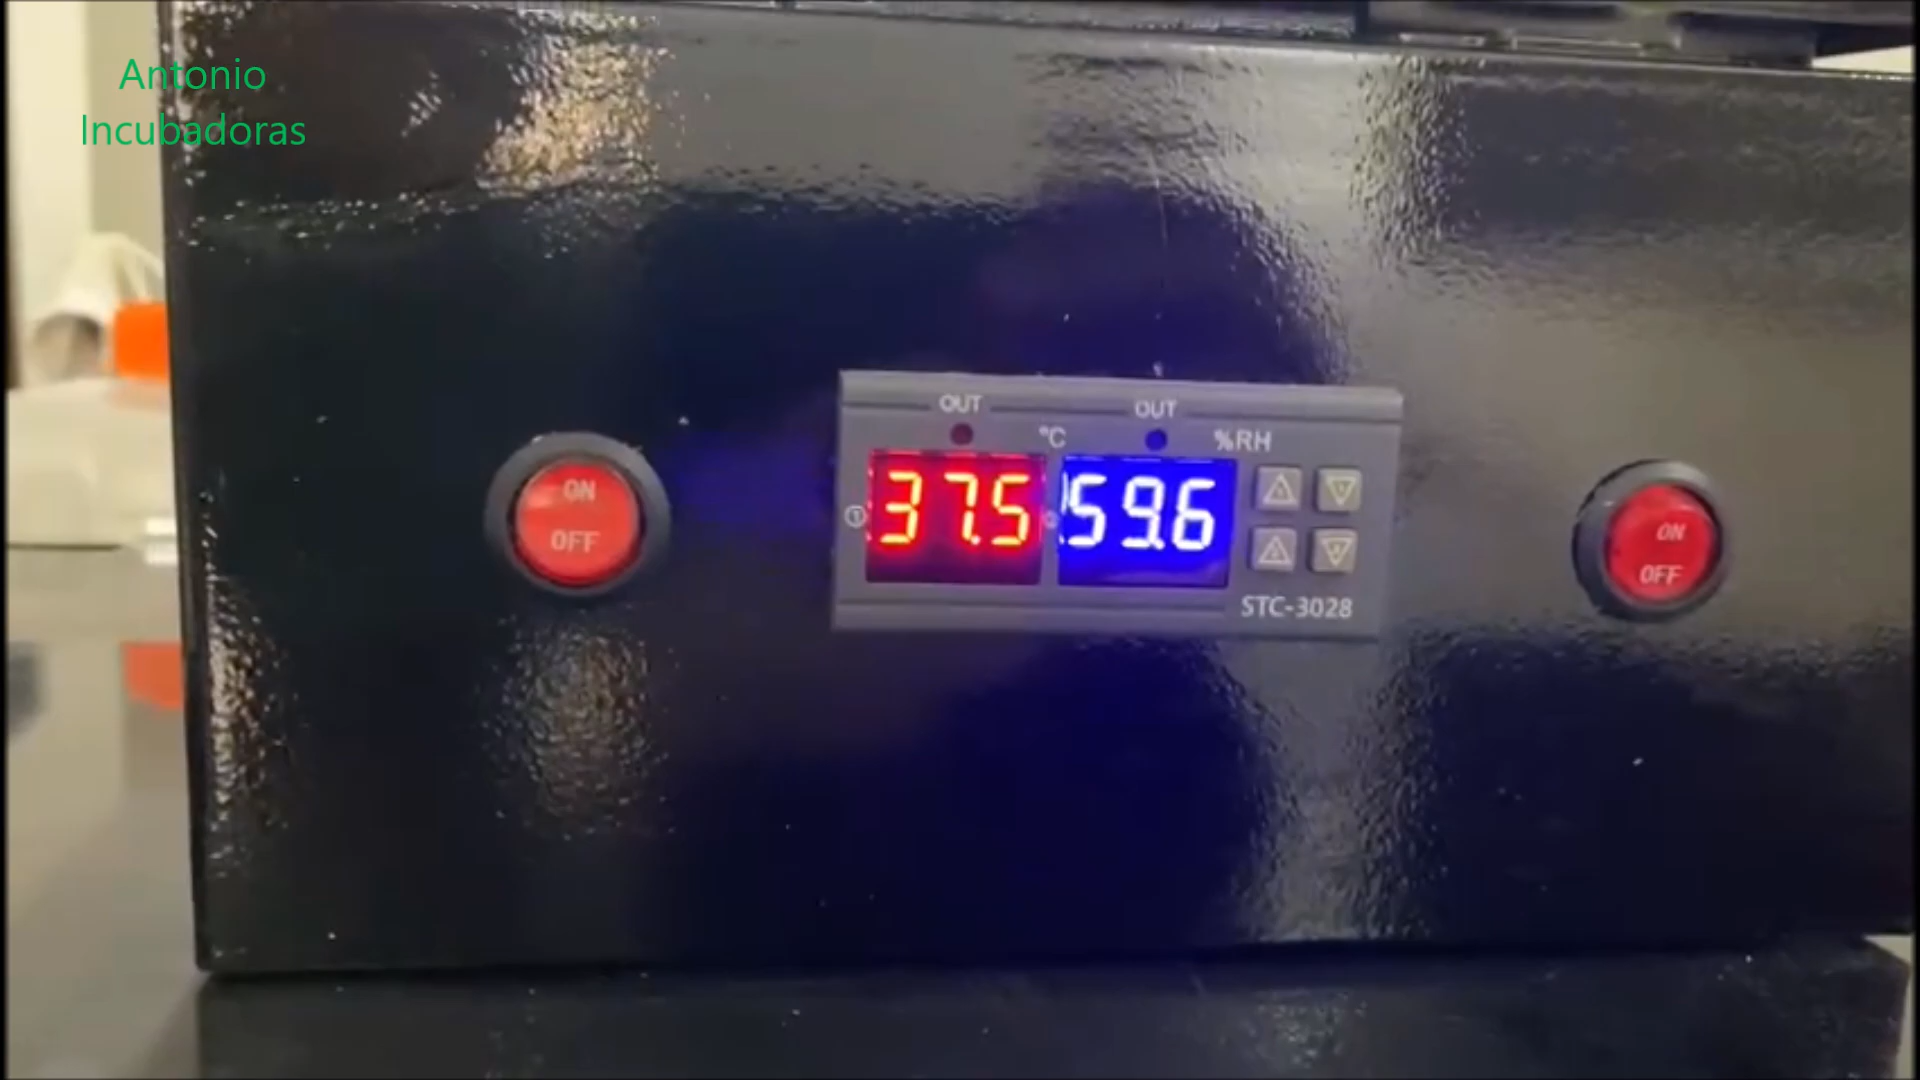 Antonio
Incubadoras
OUT
OUT
°C
%RH
ON
OFF
37.5
59.6
ON
OFF
STC-3028